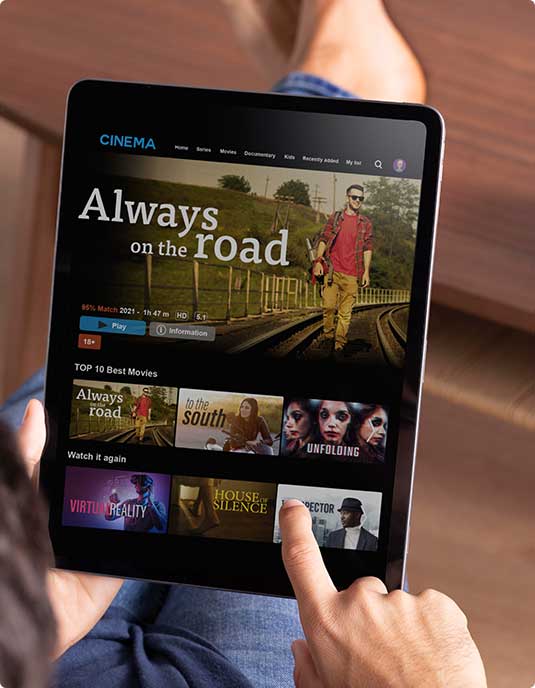 CINEMA
Home Series Movies Documentary Kids Recently added My list
Always
on the road
95% Match 2021 - 1h 47 m HD 5.1
Play Information
18+
TOP 10 Best Movies
Always
on the
road
to the
south
UNFOLDING
Watch it again
VIRTUAL REALITY
HOUSE OF
SILENCE